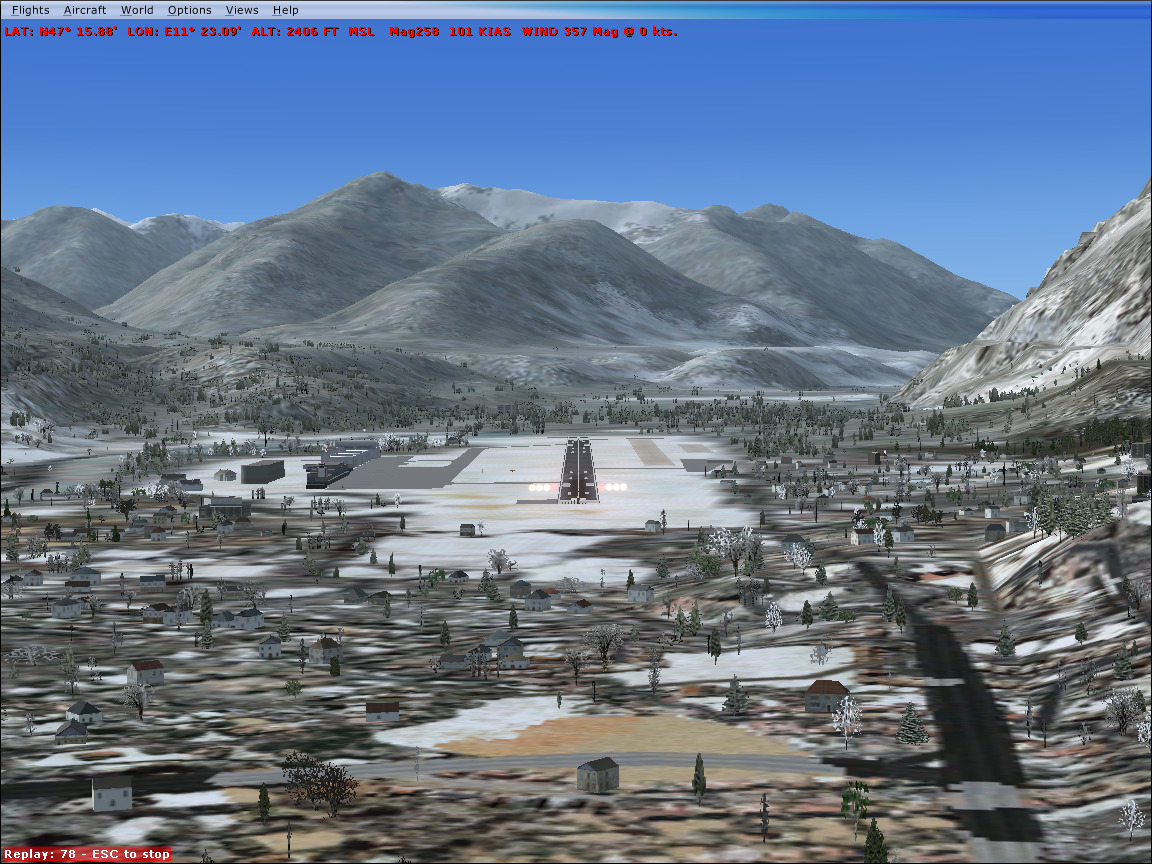 Flights Aircraft World Options Views Help
LAT: N47° 15.88' LON: E11° 23.09' ALT: 2406 FT MSL Mag258 101 KIAS WIND 357 Mag @ 0 kts.
Replay: 78 - ESC to stop